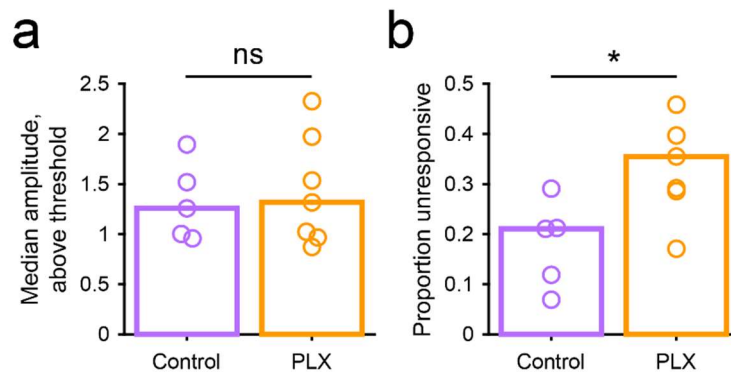 a
ns
Median amplitude,
above threshold
2.5
2
1.5
1
0.5
0
Control
PLX
b
*
Proportion unresponsive
0.5
0.4
0.3
0.2
0.1
0
Control
PLX